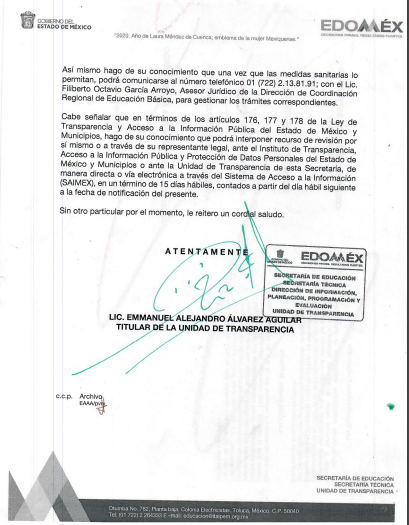 GOBIERNO DEL
ESTADO DE MÉXICO
EDOMÉX
DECISIONES FIRMES, RESULTADOS FUERTES
"2020. Año de Laura Méndez de Cuenca; emblema de la mujer Mexiquense."
Así mismo hago de su conocimiento que una vez que las medidas sanitarias lo
permitan, podrá comunicarse al número telefónico 01 (722) 2.13.81.91; con el Lic.
Filiberto Octavio García Arroyo, Asesor Jurídico de la Dirección de Coordinación
Regional de Educación Básica, para gestionar los trámites correspondientes.
Cabe señalar que en términos de los artículos 176, 177 y 178 de la Ley de
Transparencia y Acceso a la Información Pública del Estado de México y
Municipios, hago de su conocimiento que podrá interponer recurso de revisión por
sí mismo o a través de su representante legal, ante el Instituto de Transparencia,
Acceso a la Información Pública y Protección de Datos Personales del Estado de
México y Municipios o ante la Unidad de Transparencia de esta Secretaría, de
manera directa o vía electrónica a través del Sistema de Acceso a la Información
(SAIMEX), en un término de 15 días hábiles, contados a partir del día hábil siguiente
a la fecha de notificación del presente.
Sin otro particular por el momento, le reitero un cordial saludo.
ATENTAMENTE
EDOMÉX
SECRETARÍA DE EDUCACIÓN
SECRETARÍA TÉCNICA
DIRECCIÓN DE INFORMACIÓN,
PLANEACIÓN, PROGRAMACIÓN Y
EVALUACIÓN
UNIDAD DE TRANSPARENCIA
LIC. EMMANUEL ALEJANDRO ÁLVAREZ AGUILAR
TITULAR DE LA UNIDAD DE TRANSPARENCIA
c.c.p. Archivo
SECRETARÍA DE EDUCACIÓN
SECRETARÍA TÉCNICA
UNIDAD DE TRANSPARENCIA
Otumba No. 782, Planta baja, Colonia Electricistas, Toluca, México. C.P. 50040